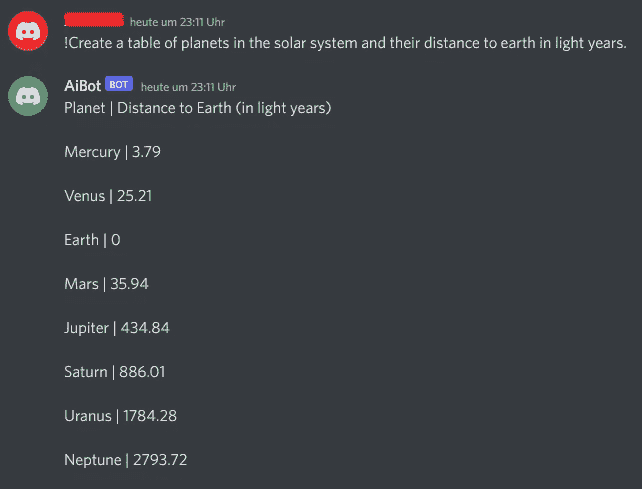 heute um 23:11 Uhr
!Create a table of planets in the solar system and their distance to earth in light years.
AiBot BOT heute um 23:11 Uhr
Planet | Distance to Earth (in light years)
Mercury | 3.79
Venus | 25.21
Earth | 0
Mars | 35.94
Jupiter | 434.84
Saturn | 886.01
Uranus | 1784.28
Neptune | 2793.72